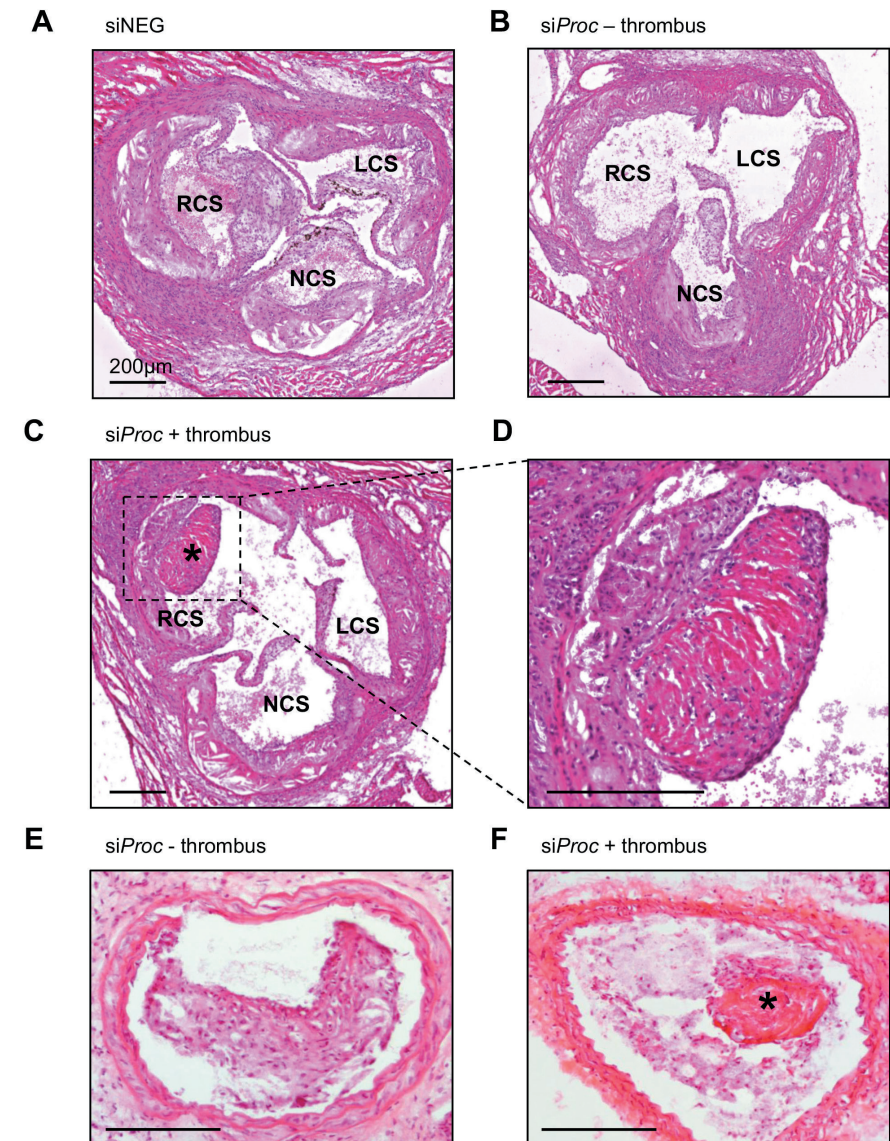 A siNEG
B siProc – thrombus
RCS
LCS
NCS
200µm
RCS
LCS
NCS
C siProc + thrombus
D
*
RCS
LCS
NCS
E siProc - thrombus
F siProc + thrombus
*